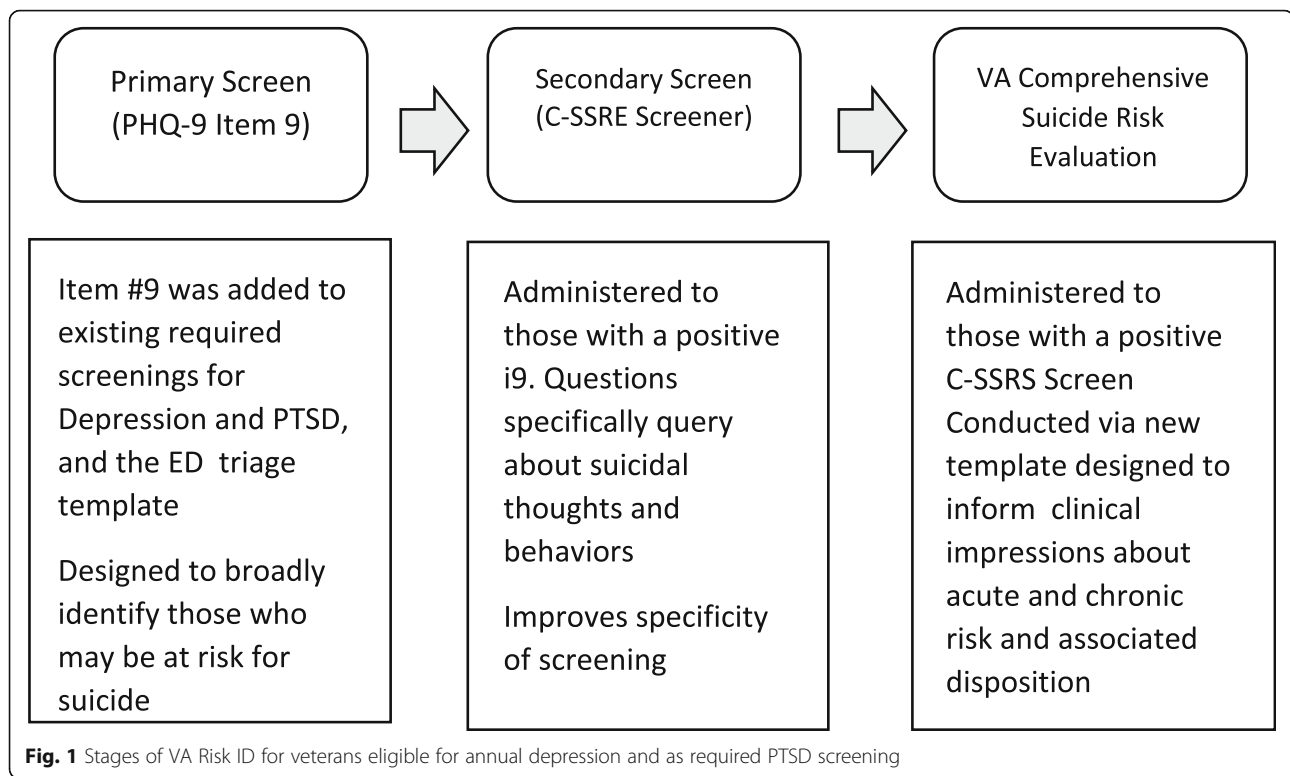 Primary Screen
(PHQ-9 Item 9)
Secondary Screen
(C-SSRE Screener)
VA Comprehensive
Suicide Risk
Evaluation
Item #9 was added to
existing required
screenings for
Depression and PTSD,
and the ED triage
template
Designed to broadly
identify those who
may be at risk for
suicide
Administered to
those with a positive
i9. Questions
specifically query
about suicidal
thoughts and
behaviors
Improves specificity
of screening
Administered to
those with a positive
C-SSRS Screen
Conducted via new
template designed to
inform clinical
impressions about
acute and chronic
risk and associated
disposition
Fig. 1 Stages of VA Risk ID for veterans eligible for annual depression and as required PTSD screening